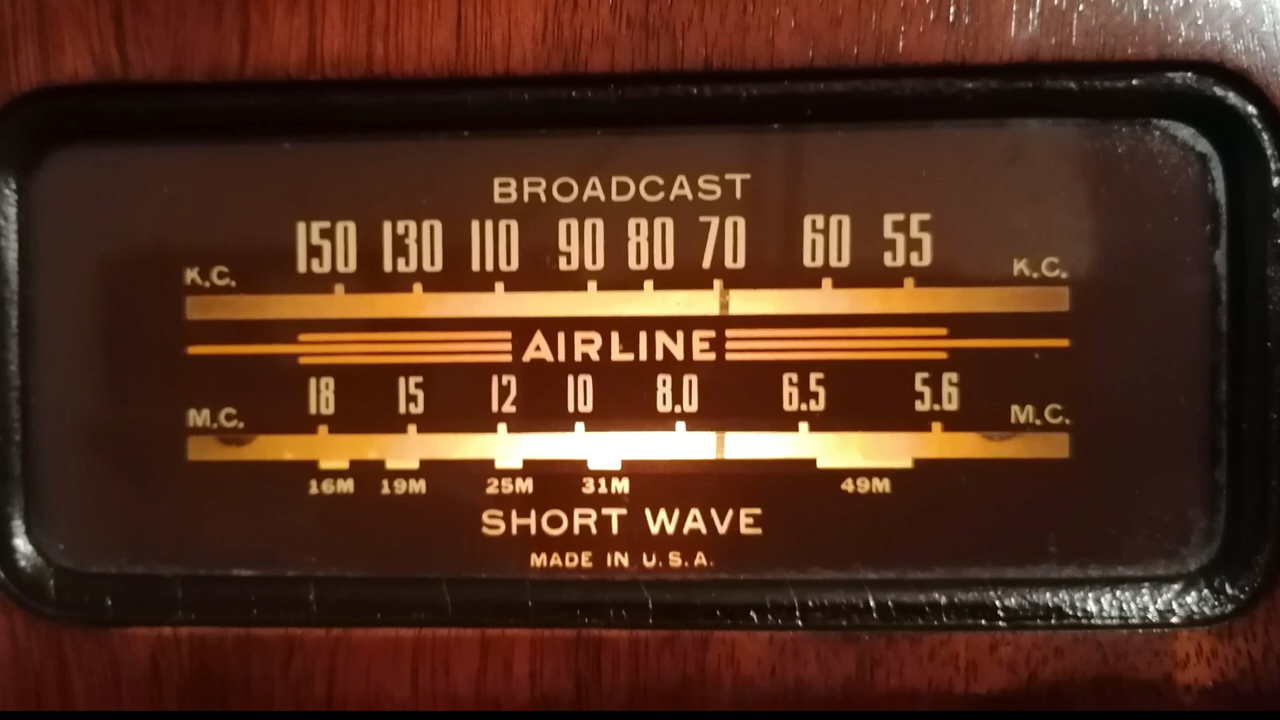 BROADCAST
150 130 110 90 80 70 60 55
K.C. K.C.
AIRLINE
18 15 12 10 8.0 6.5 5.6
M.C. M.C.
16M 19M 25M 31M 49M
SHORT WAVE
MADE IN U.S.A.